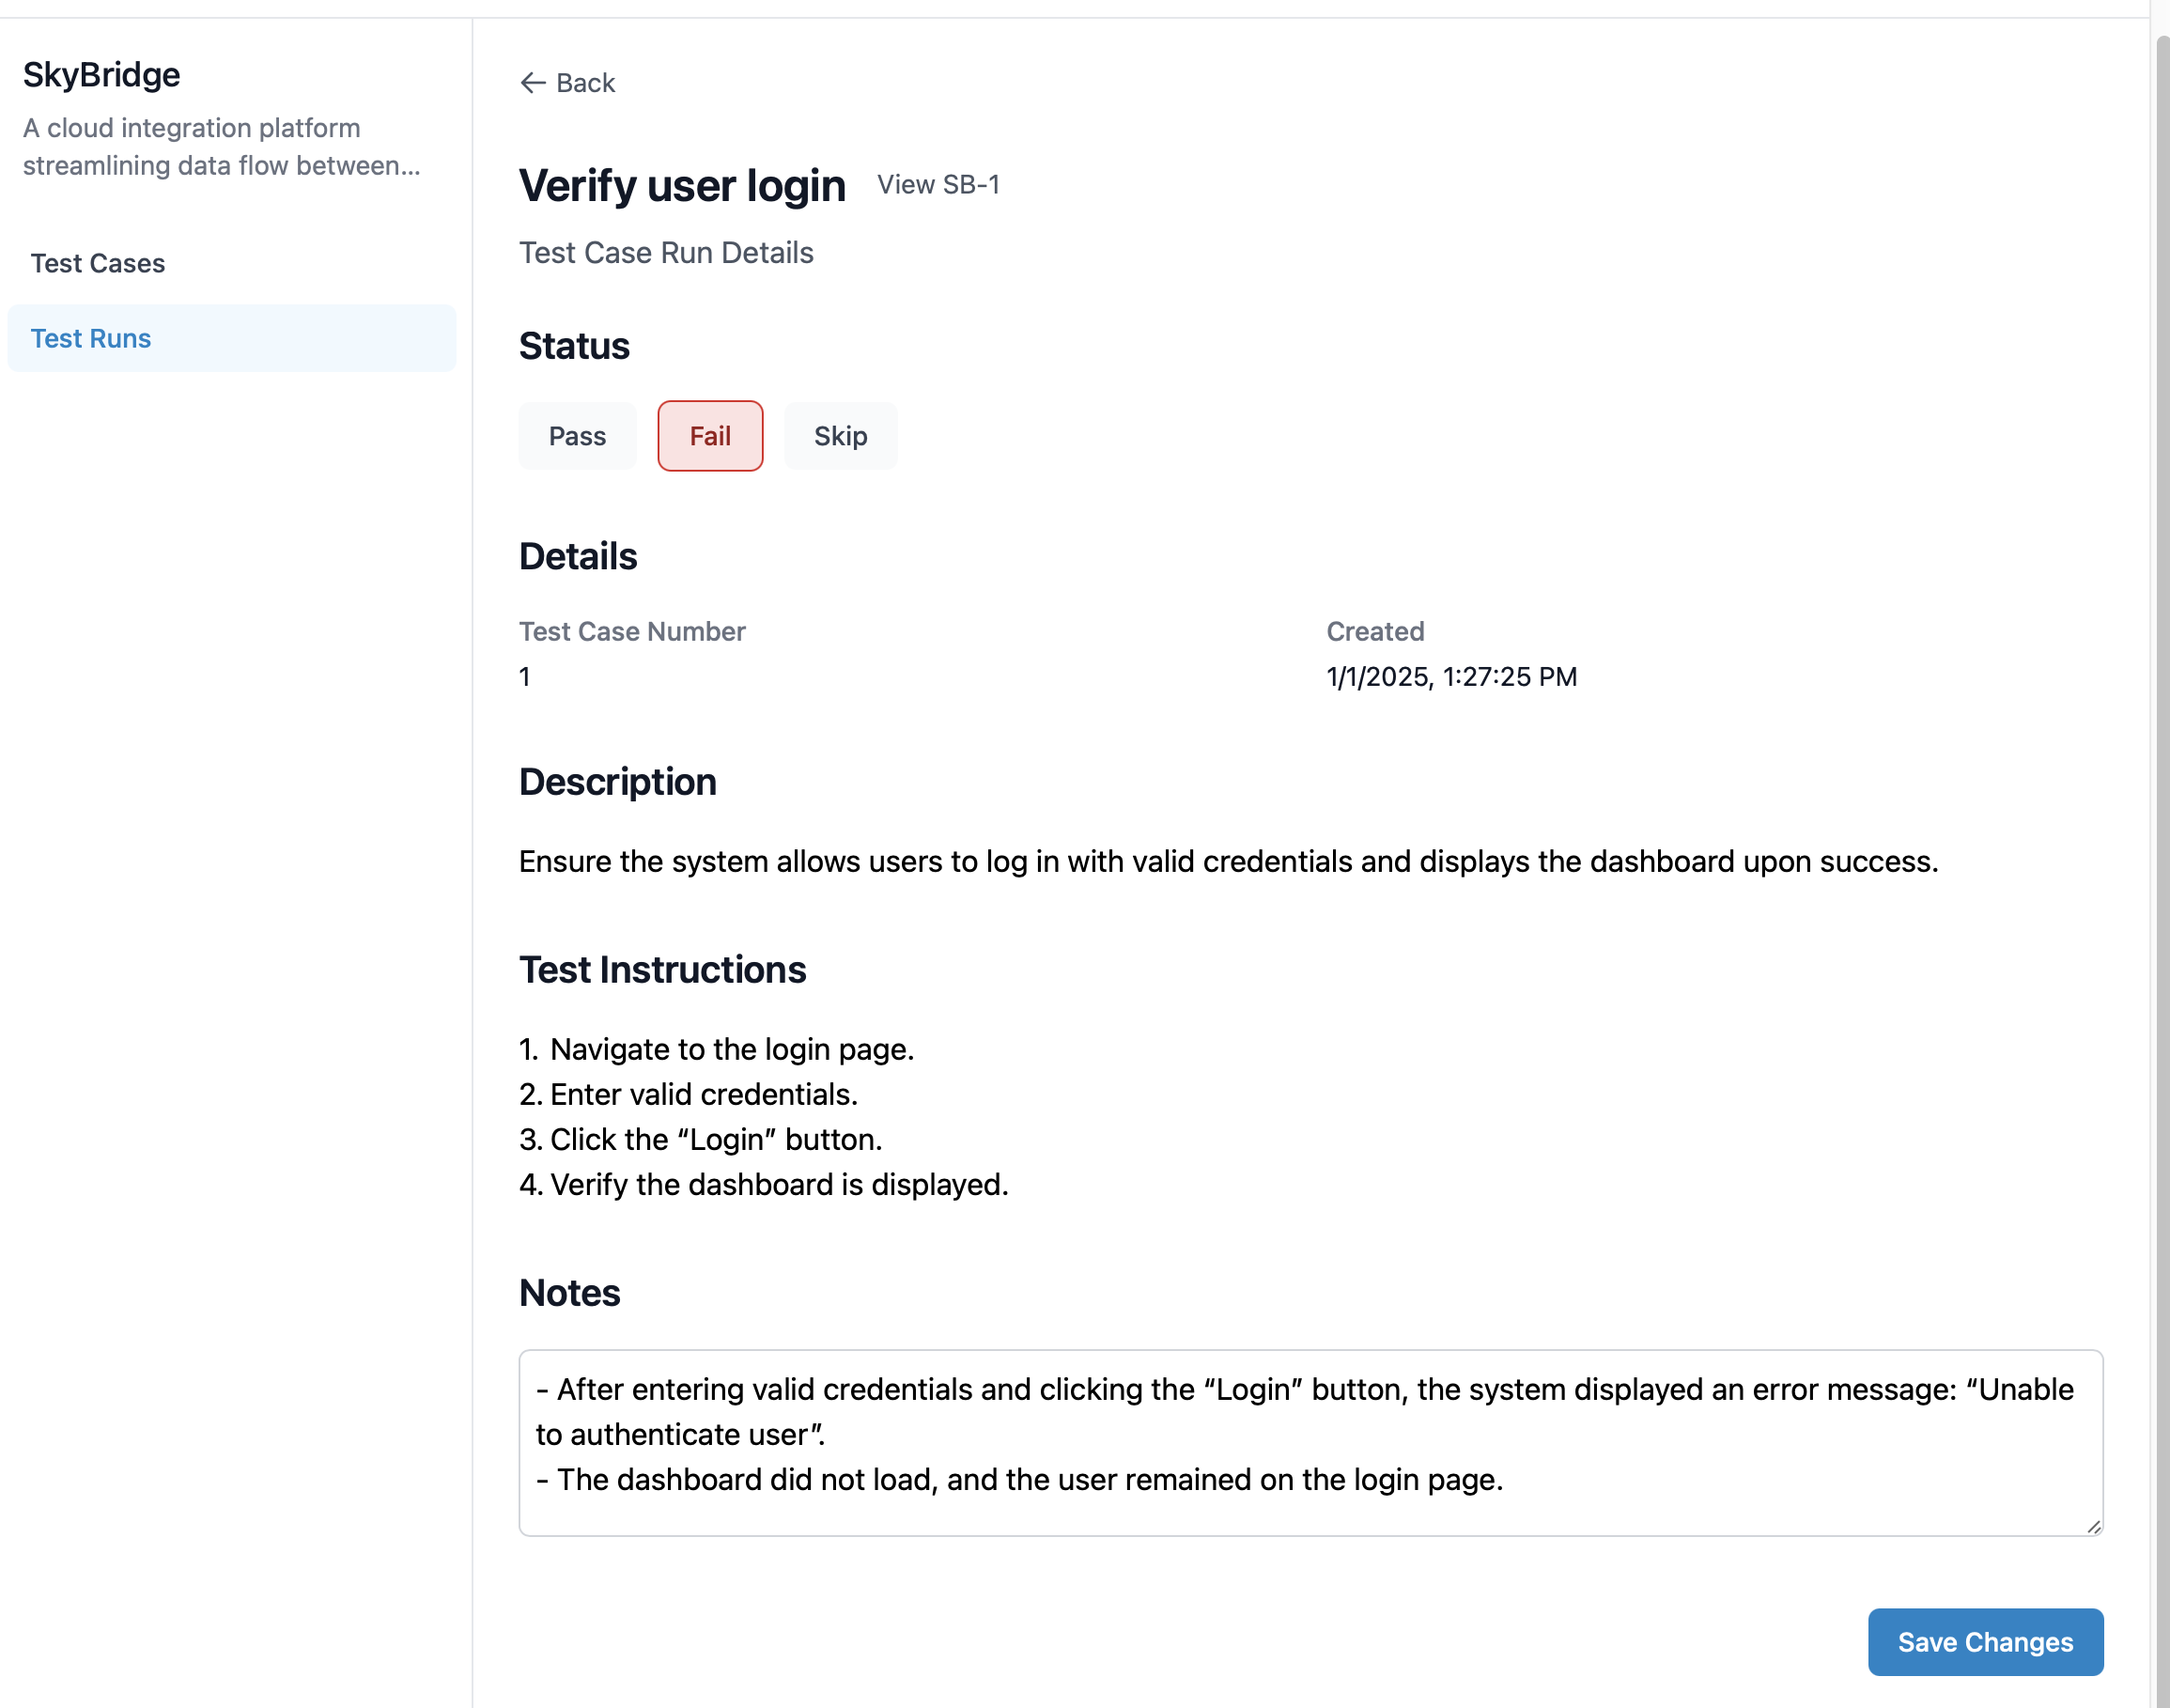 SkyBridge
A cloud integration platform
streamlining data flow between...
Test Cases
Test Runs
← Back
Verify user login View SB-1
Test Case Run Details
Status
Pass Fail Skip
Details
Test Case Number Created
1 1/1/2025, 1:27:25 PM
Description
Ensure the system allows users to log in with valid credentials and displays the dashboard upon success.
Test Instructions
1. Navigate to the login page.
2. Enter valid credentials.
3. Click the “Login” button.
4. Verify the dashboard is displayed.
Notes
- After entering valid credentials and clicking the “Login” button, the system displayed an error message: “Unable
to authenticate user”.
- The dashboard did not load, and the user remained on the login page.
Save Changes